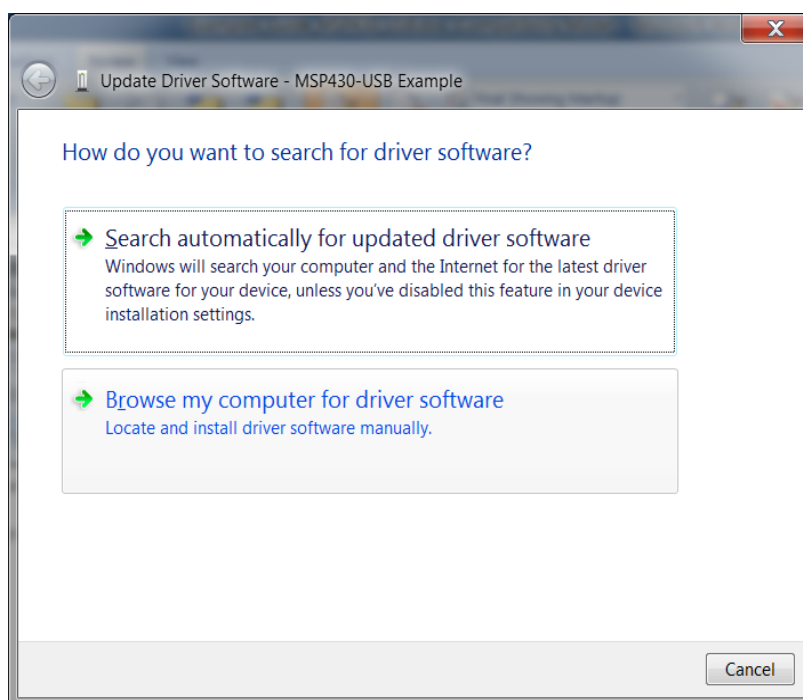 Update Driver Software - MSP430-USB Example
How do you want to search for driver software?
Search automatically for updated driver software
Windows will search your computer and the Internet for the latest driver
software for your device, unless you've disabled this feature in your device
installation settings.
Browse my computer for driver software
Locate and install driver software manually.
Cancel